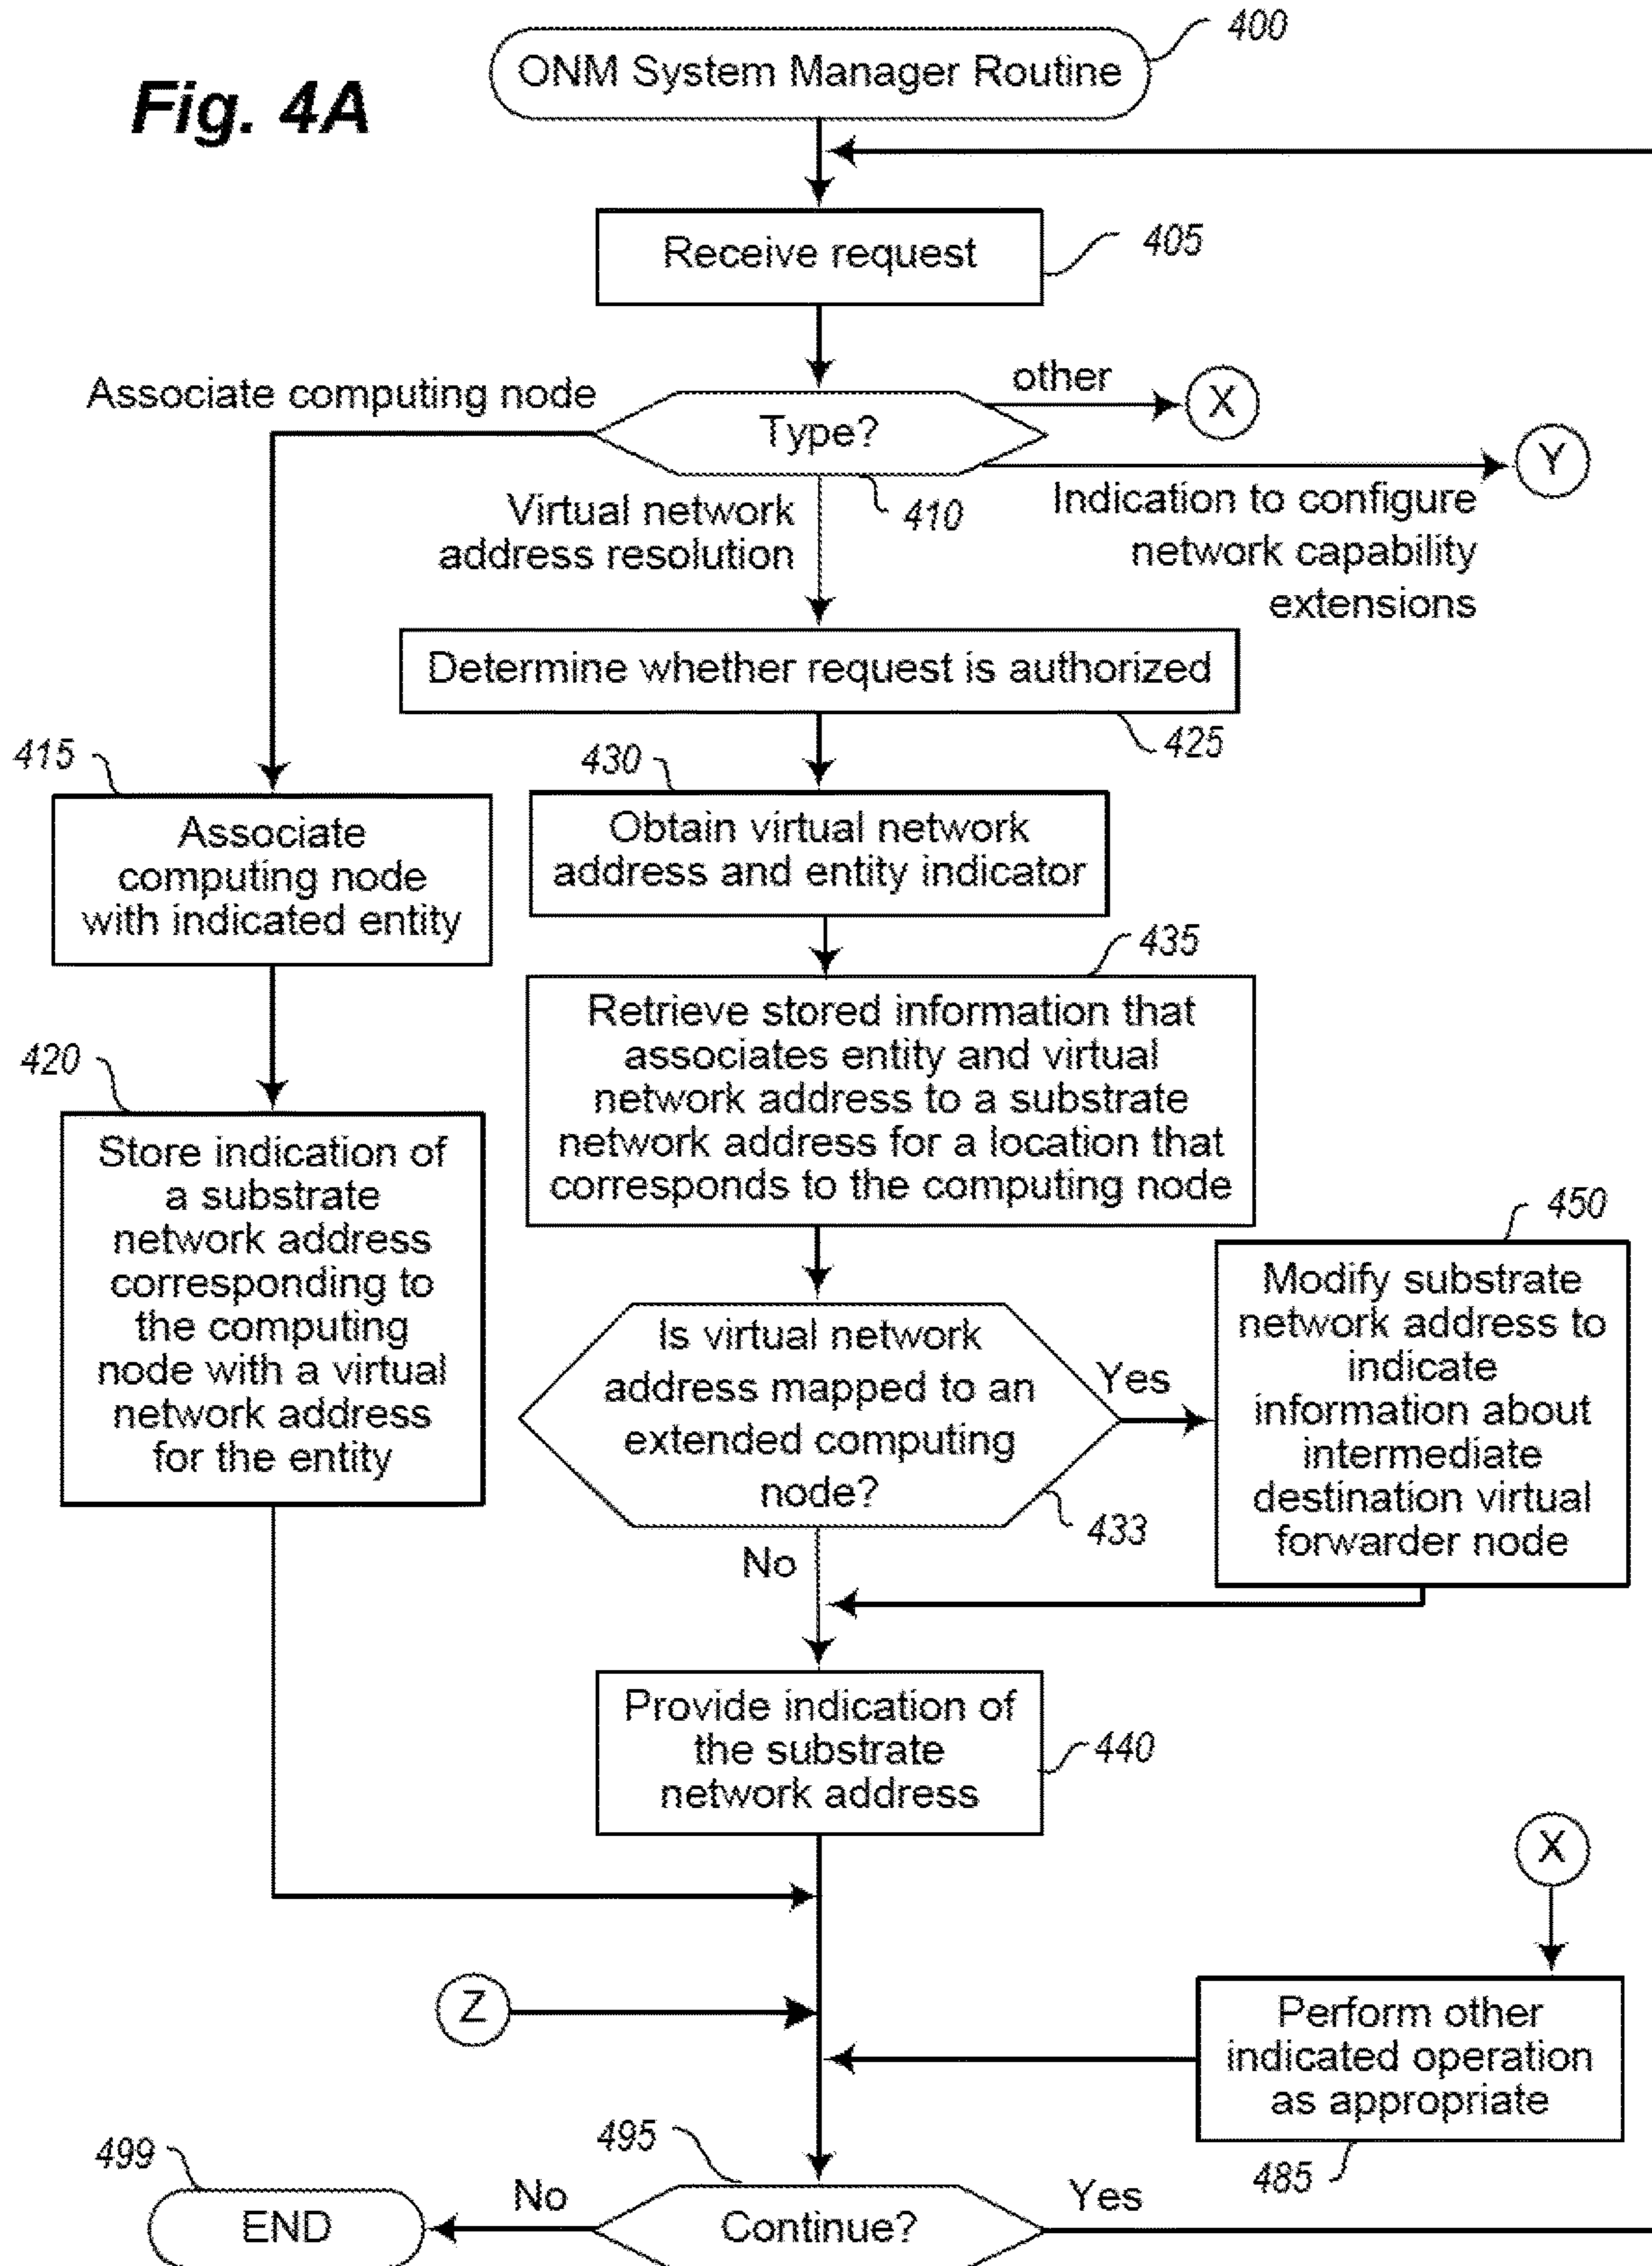 Fig. 4A
ONM System Manager Routine
400
Receive request
405
Associate computing node
Type?
410
other
X
Y
Indication to configure
network capability
extensions
Virtual network
address resolution
Determine whether request is authorized
425
415
Associate
computing node
with indicated entity
430
Obtain virtual network
address and entity indicator
435
Retrieve stored information that
associates entity and virtual
network address to a substrate
network address for a location that
corresponds to the computing node
420
Store indication of
a substrate
network address
corresponding to
the computing
node with a virtual
network address
for the entity
Is virtual network
address mapped to an
extended computing
node?
433
Yes
No
450
Modify substrate
network address to
indicate
information about
intermediate
destination virtual
forwarder node
Provide indication of
the substrate
network address
440
X
Z
Perform other
indicated operation
as appropriate
485
495
Continue?
Yes
No
499
END